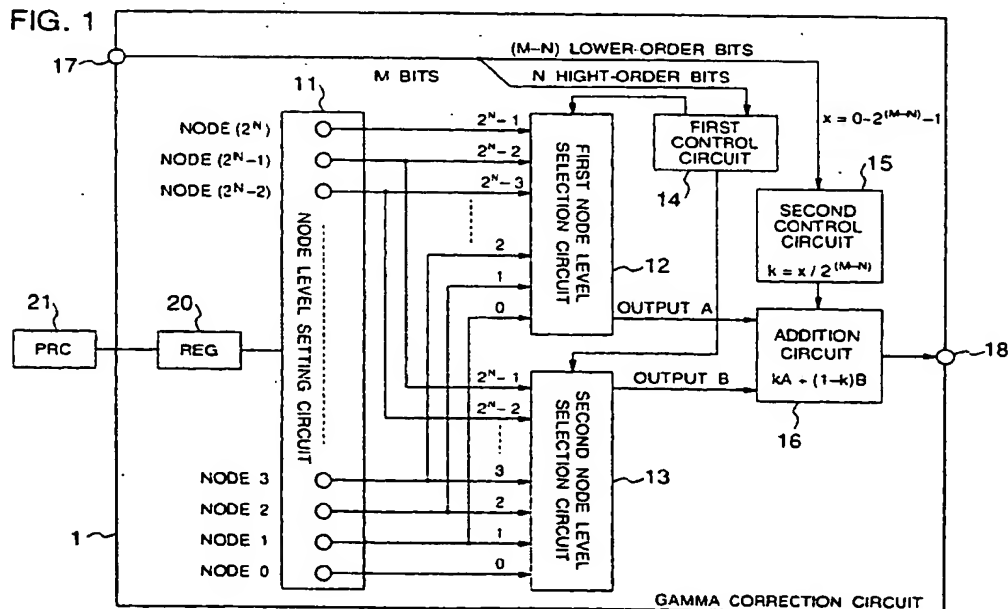 FIG. 1
17
(M-N) LOWER-ORDER BITS
M BITS
N HIGHT-ORDER BITS
11
NODE (2^N)
NODE (2^N-1)
NODE (2^N-2)
NODE 3
NODE 2
NODE 1
NODE 0
NODE LEVEL SETTING CIRCUIT
2^N-1
2^N-2
2^N-3
2
1
0
FIRST NODE LEVEL
SELECTION CIRCUIT
12
FIRST
CONTROL
CIRCUIT
14
x = 0-2^(M-N)-1
15
SECOND
CONTROL
CIRCUIT
k = x/2^(M-N)
21
PRC
20
REG
OUTPUT A
OUTPUT B
ADDITION
CIRCUIT
kA + (1-k)B
16
18
2^N-1
2^N-2
3
2
1
0
SECOND NODE LEVEL
SELECTION CIRCUIT
13
1
GAMMA CORRECTION CIRCUIT